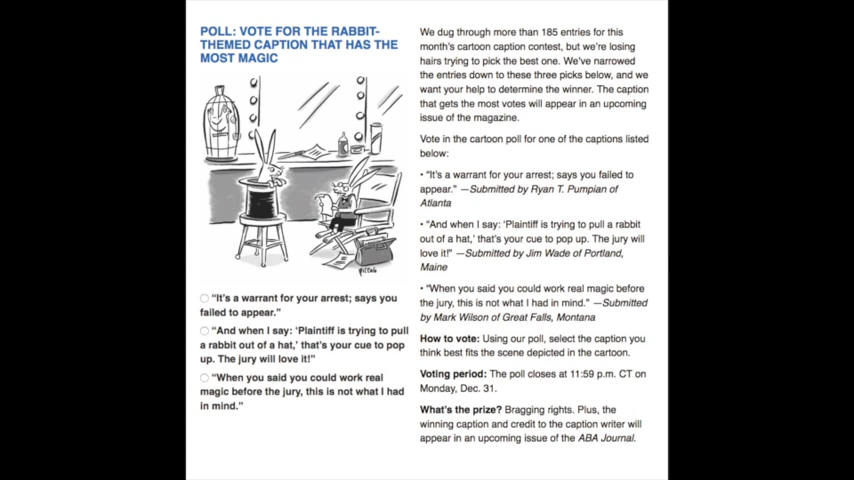 POLL: VOTE FOR THE RABBIT-
THEMED CAPTION THAT HAS THE
MOST MAGIC
PICCOLO
○ “It's a warrant for your arrest; says you
failed to appear.”
○ “And when I say: ‘Plaintiff is trying to pull
a rabbit out of a hat,’ that's your cue to pop
up. The jury will love it!”
○ “When you said you could work real
magic before the jury, this is not what I had
in mind.”
We dug through more than 185 entries for this
month's cartoon caption contest, but we're losing
hairs trying to pick the best one. We've narrowed
the entries down to these three picks below, and we
want your help to determine the winner. The caption
that gets the most votes will appear in an upcoming
issue of the magazine.
Vote in the cartoon poll for one of the captions listed
below:
• “It's a warrant for your arrest; says you failed to
appear.” —Submitted by Ryan T. Pumpian of
Atlanta
• “And when I say: ‘Plaintiff is trying to pull a rabbit
out of a hat,’ that's your cue to pop up. The jury will
love it!” —Submitted by Jim Wade of Portland,
Maine
• “When you said you could work real magic before
the jury, this is not what I had in mind.” —Submitted
by Mark Wilson of Great Falls, Montana
How to vote: Using our poll, select the caption you
think best fits the scene depicted in the cartoon.
Voting period: The poll closes at 11:59 p.m. CT on
Monday, Dec. 31.
What's the prize? Bragging rights. Plus, the
winning caption and credit to the caption writer will
appear in an upcoming issue of the ABA Journal.